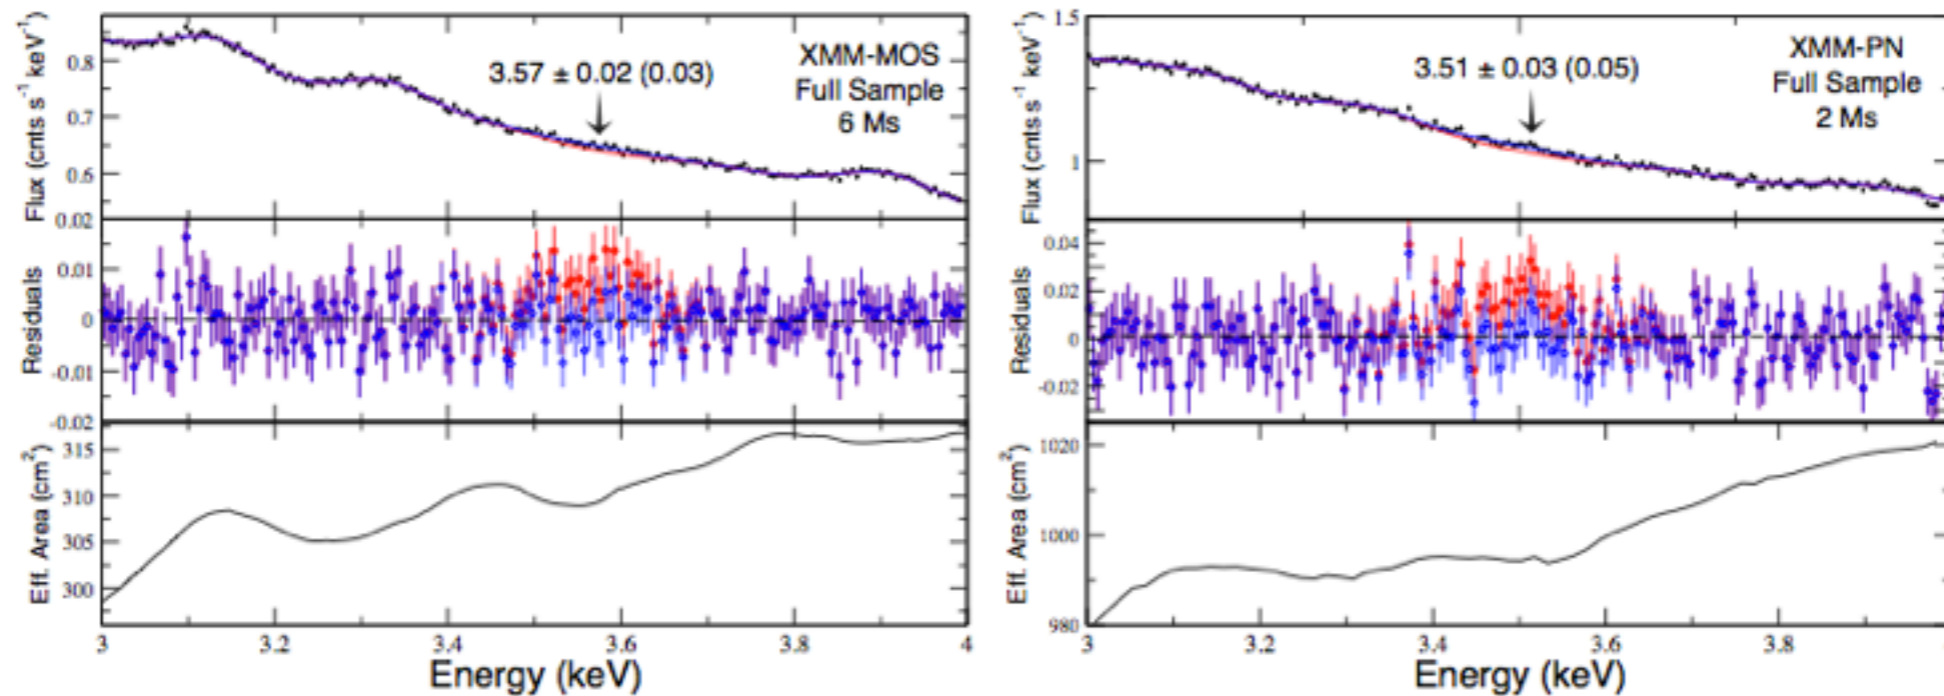 Flux (cnts s⁻¹ keV⁻¹)
0.8
0.7
0.6
3.57 ± 0.02 (0.03)
XMM-MOS
Full Sample
6 Ms
Residuals
0.02
0.01
0
-0.01
-0.02
Eff. Area (cm²)
315
310
305
300
3 3.2 3.4 3.6 3.8 4
Energy (keV)
Flux (cnts s⁻¹ keV⁻¹)
1.5
1
3.51 ± 0.03 (0.05)
XMM-PN
Full Sample
2 Ms
Residuals
0.04
0.02
0
-0.02
Eff. Area (cm²)
1020
1000
980
3 3.2 3.4 3.6 3.8
Energy (keV)